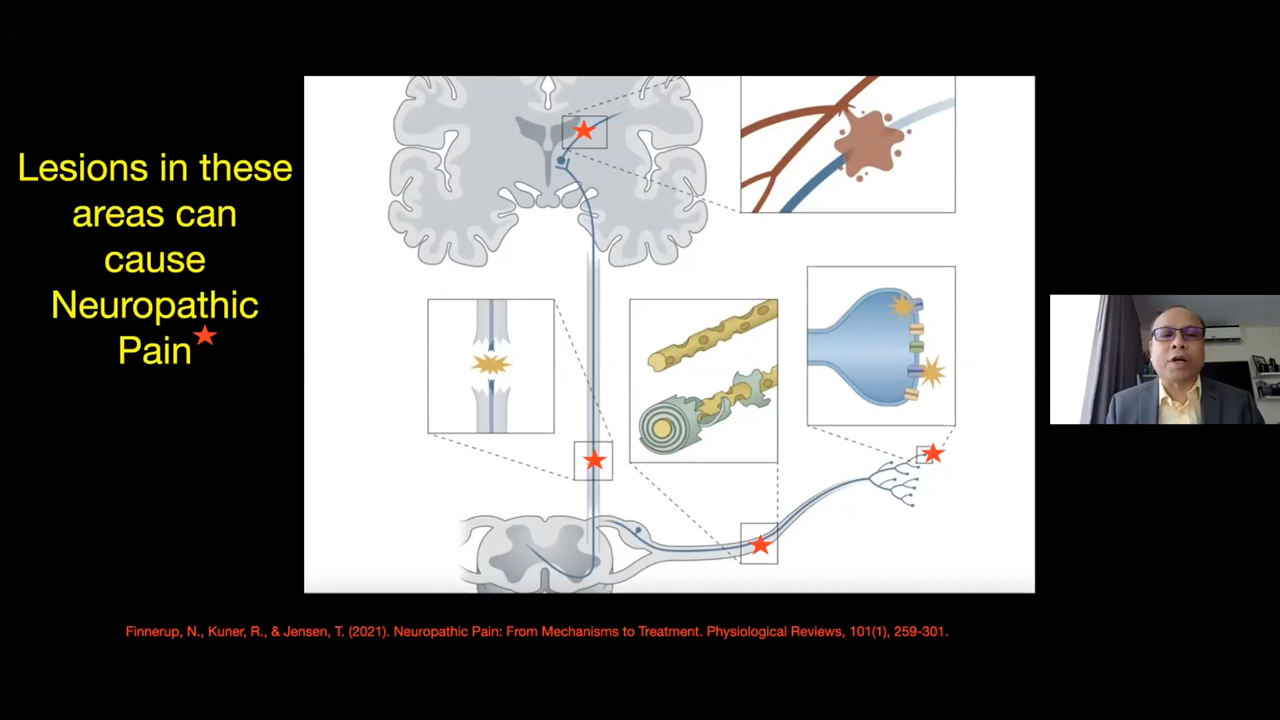 Lesions in these
areas can
cause
Neuropathic
Pain
Finnerup, N., Kuner, R., & Jensen, T. (2021). Neuropathic Pain: From Mechanisms to Treatment. Physiological Reviews, 101(1), 259-301.